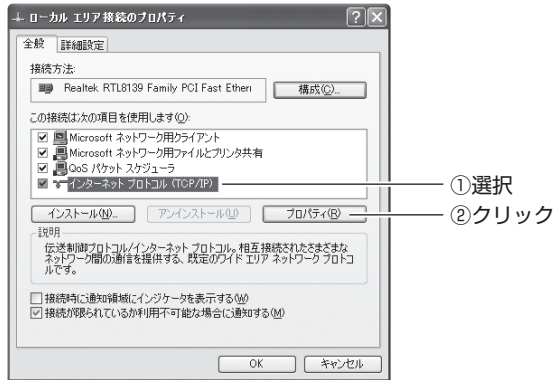 ローカル エリア接続のプロパティ
全般 詳細設定
接続方法:
Realtek RTL8139 Family PCI Fast Ethern
構成(C)...
この接続は次の項目を使用します(O):
Microsoft ネットワーク用クライアント
Microsoft ネットワーク用ファイルとプリンタ共有
QoS パケット スケジューラ
インターネット プロトコル (TCP/IP)
①選択
インストール(N)... アンインストール(U) プロパティ(R)
②クリック
説明
伝送制御プロトコル/インターネット プロトコル。相互接続されたさまざまな
ネットワーク間の通信を提供する、既定のワイド エリア ネットワーク プロトコ
ルです。
接続時に通知領域にインジケータを表示する(W)
接続が限られているか利用不可能な場合に通知する(M)
OK キャンセル